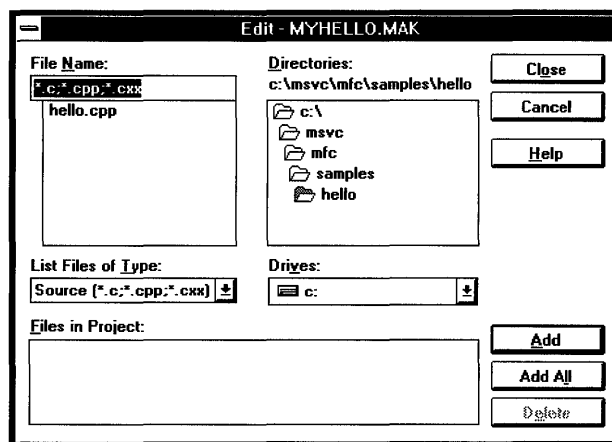 Edit - MYHELLO.MAK
File Name:
*.c;*.cpp;*.cxx
hello.cpp
List Files of Type:
Source (*.c;*.cpp;*.cxx)
Directories:
c:\msvc\mfc\samples\hello
c:\
msvc
mfc
samples
hello
Drives:
c:
Close
Cancel
Help
Files in Project:
Add
Add All
Delete